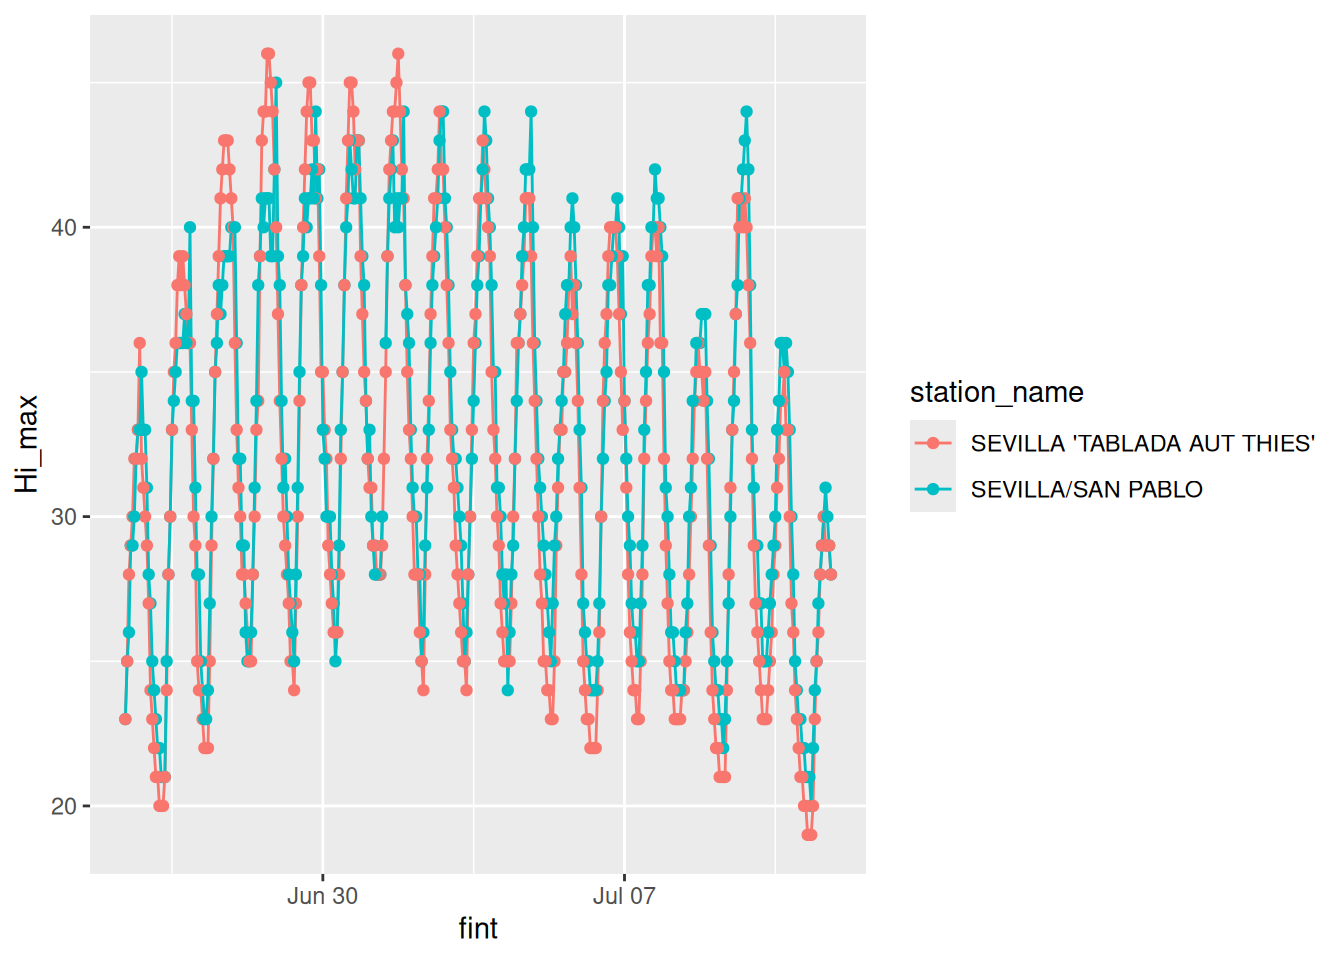 40
30
20
Hi_max
Jun 30
Jul 07
fint
station_name
SEVILLA 'TABLADA AUT THIES'
SEVILLA/SAN PABLO